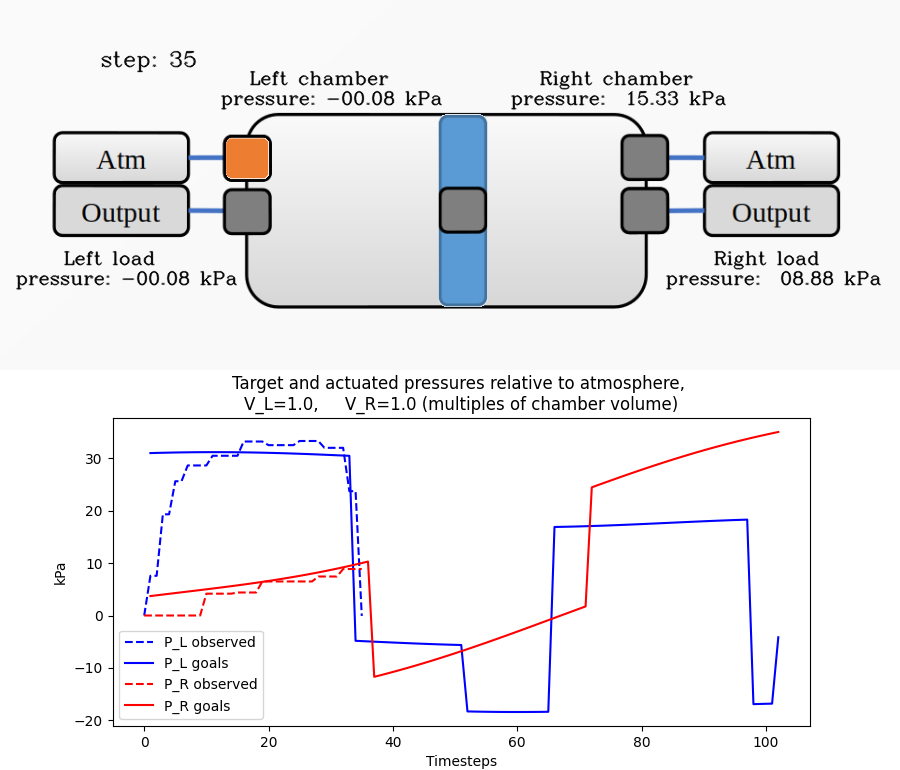 step: 35
Left chamber
pressure: −00.08 kPa
Right chamber
pressure: 15.33 kPa
Atm
Output
Atm
Output
Left load
pressure: −00.08 kPa
Right load
pressure: 08.88 kPa
Target and actuated pressures relative to atmosphere,
V_L=1.0, V_R=1.0 (multiples of chamber volume)
kPa
30
20
10
0
−10
−20
P_L observed
P_L goals
P_R observed
P_R goals
0 20 40 60 80 100
Timesteps